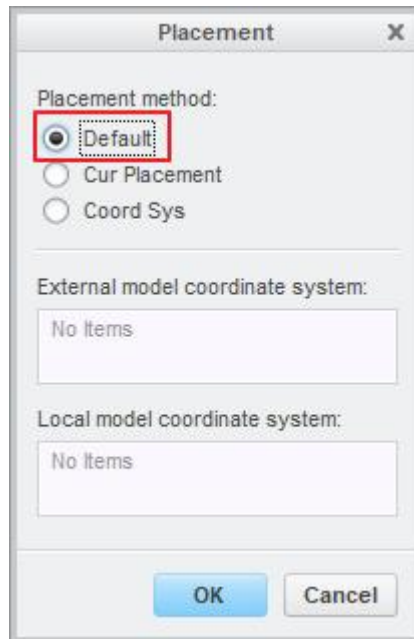 Placement
Placement method:
Default
Cur Placement
Coord Sys
External model coordinate system:
No Items
Local model coordinate system:
No Items
OK Cancel